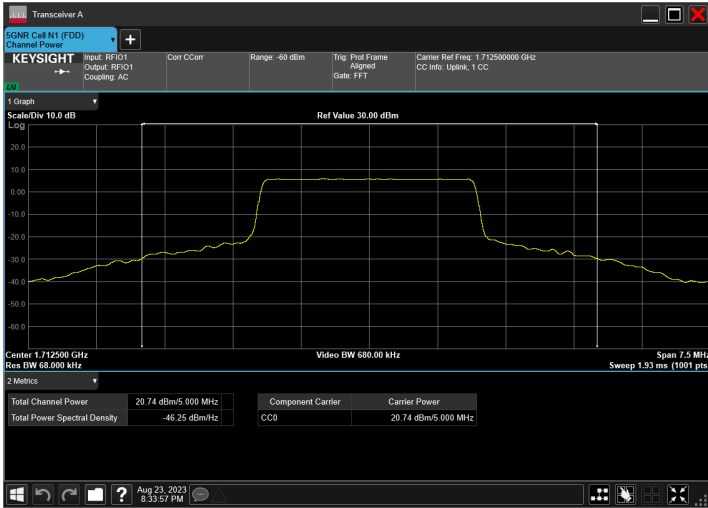 Transceiver A
5GNR Cell N1 (FDD)
Channel Power
KEYSIGHT
LXI
Input: RFIO1
Output: RFIO1
Coupling: AC
Corr CCorr
Range: -60 dBm
Trig: Prot Frame
Aligned
Gate: FFT
Carrier Ref Freq: 1.712500000 GHz
CC Info: Uplink, 1 CC
1 Graph
Scale/Div 10.0 dB
Ref Value 30.00 dBm
Log
20.0
10.0
0.00
-10.0
-20.0
-30.0
-40.0
-50.0
-60.0
Center 1.712500 GHz
Video BW 680.00 kHz
Span 7.5 MHz
Res BW 68.000 kHz
Sweep 1.93 ms (1001 pts
2 Metrics
Total Channel Power 20.74 dBm/5.000 MHz
Total Power Spectral Density -46.25 dBm/Hz
Component Carrier Carrier Power
CC0 20.74 dBm/5.000 MHz
Aug 23, 2023
8:33:57 PM